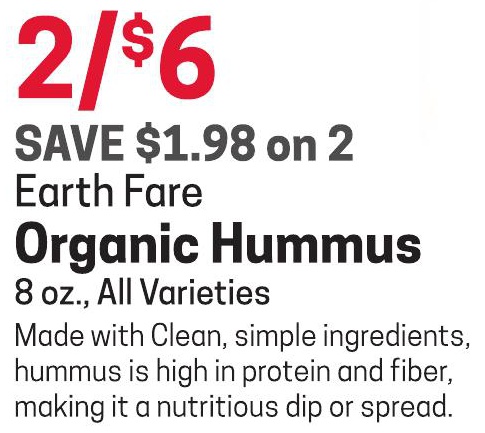 2/$6
SAVE $1.98 on 2
Earth Fare
Organic Hummus
8 oz., All Varieties
Made with Clean, simple ingredients,
hummus is high in protein and fiber,
making it a nutritious dip or spread.